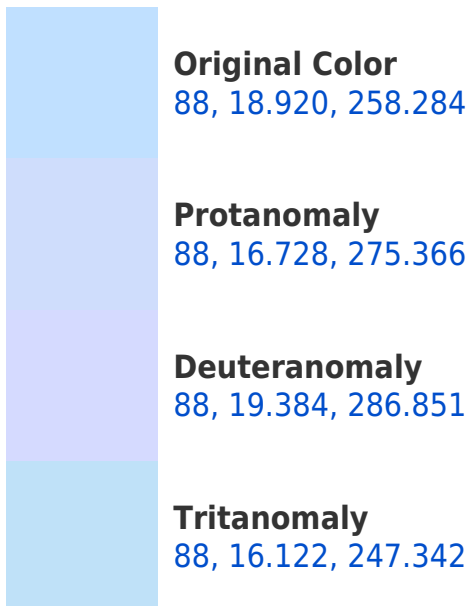 Original Color
88, 18.920, 258.284
Protanomaly
88, 16.728, 275.366
Deuteranomaly
88, 19.384, 286.851
Tritanomaly
88, 16.122, 247.342